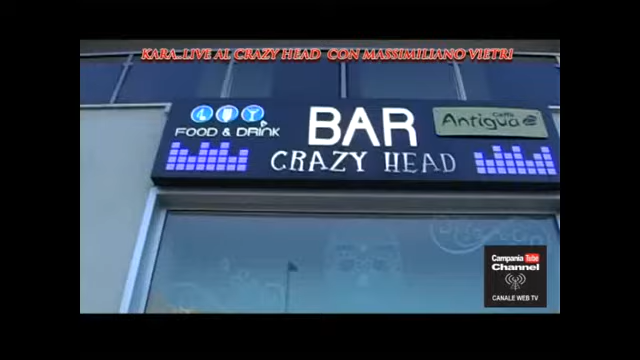 KARA..LIVE AL CRAZY HEAD CON MASSIMILIANO VIETRI
FOOD & DRINK
BAR
CRAZY HEAD
Caffè
Antigua
Campania Tube
Channel
CANALE WEB TV